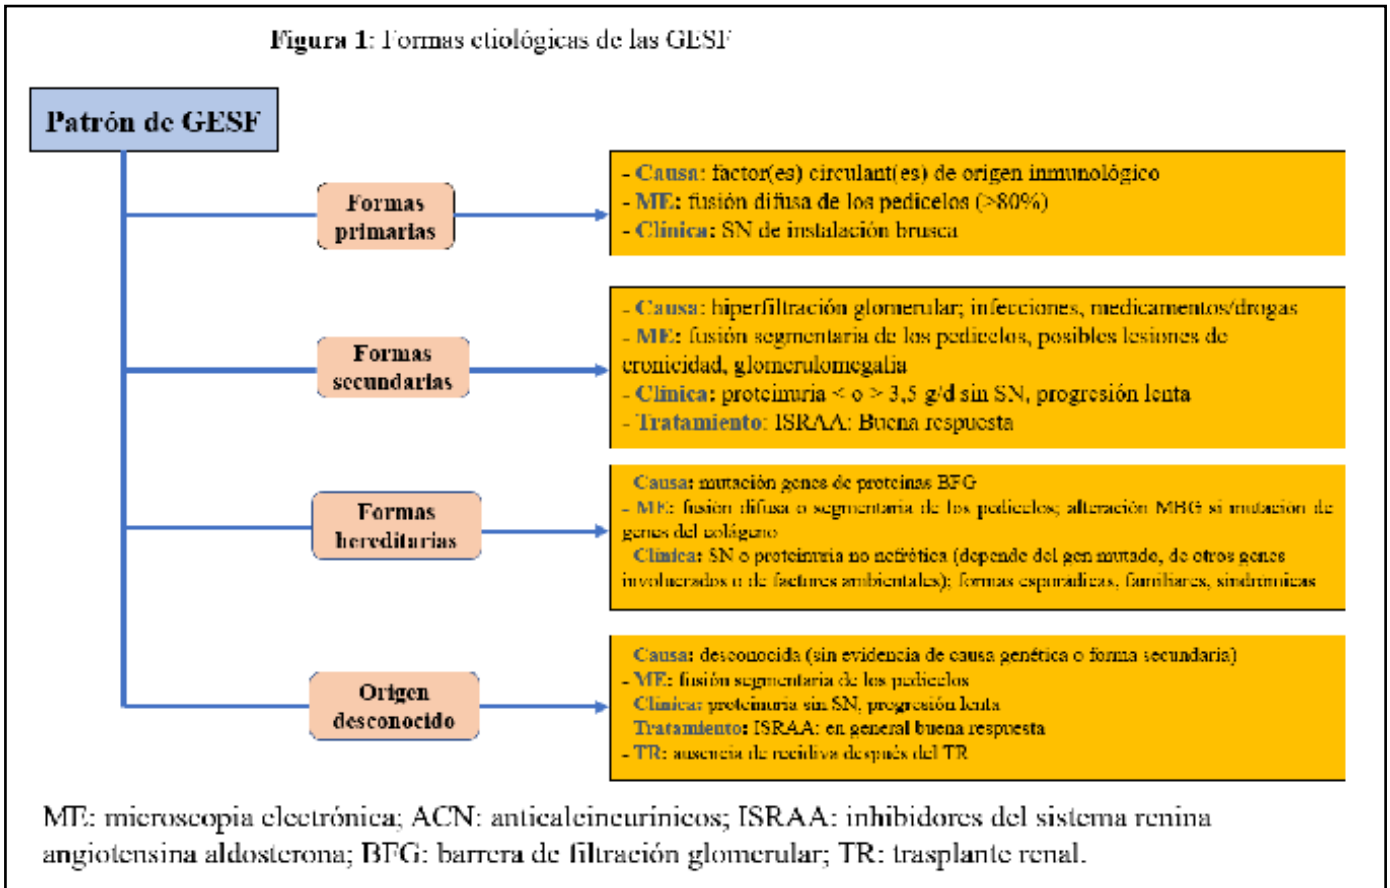 Figura 1: Formas etiológicas de las GESF
Patrón de GESF
Formas
primarias
- Causa: factor(es) circulant(es) de origen inmunológico
- ME: fusión difusa de los pedicelos (>80%)
- Clínica: SN de instalación brusca
Formas
secundarias
- Causa: hiperfiltración glomerular; infecciones, medicamentos/drogas
- ME: fusión segmentaria de los pedicelos, posibles lesiones de
cronicidad, glomerulomegalia
- Clínica: proteinuria < o > 3,5 g/d sin SN, progresión lenta
- Tratamiento: ISRAA: Buena respuesta
Formas
hereditarias
Causa: mutación genes de proteinas BFG
- ME: fusión difusa o segmentaria de los pedicelos; alteración MBG si mutación de
genes del colágeno
Clínica: SN o proteinuria no nefrótica (depende del gen mutado, de otros genes
involucrados o de factores ambientales); formas esporádicas, familiares, sindrómicas
Origen
desconocido
Causa: desconocida (sin evidencia de causa genética o forma secundaria)
- ME: fusión segmentaria de los pedicelos
Clínica: proteinuria sin SN, progresión lenta
Tratamiento: ISRAA: en general buena respuesta
- TR: ausencia de recidiva después del TR
ME: microscopia electrónica; ACN: anticalcineurínicos; ISRAA: inhibidores del sistema renina
angiotensina aldosterona; BFG: barrera de filtración glomerular; TR: trasplante renal.